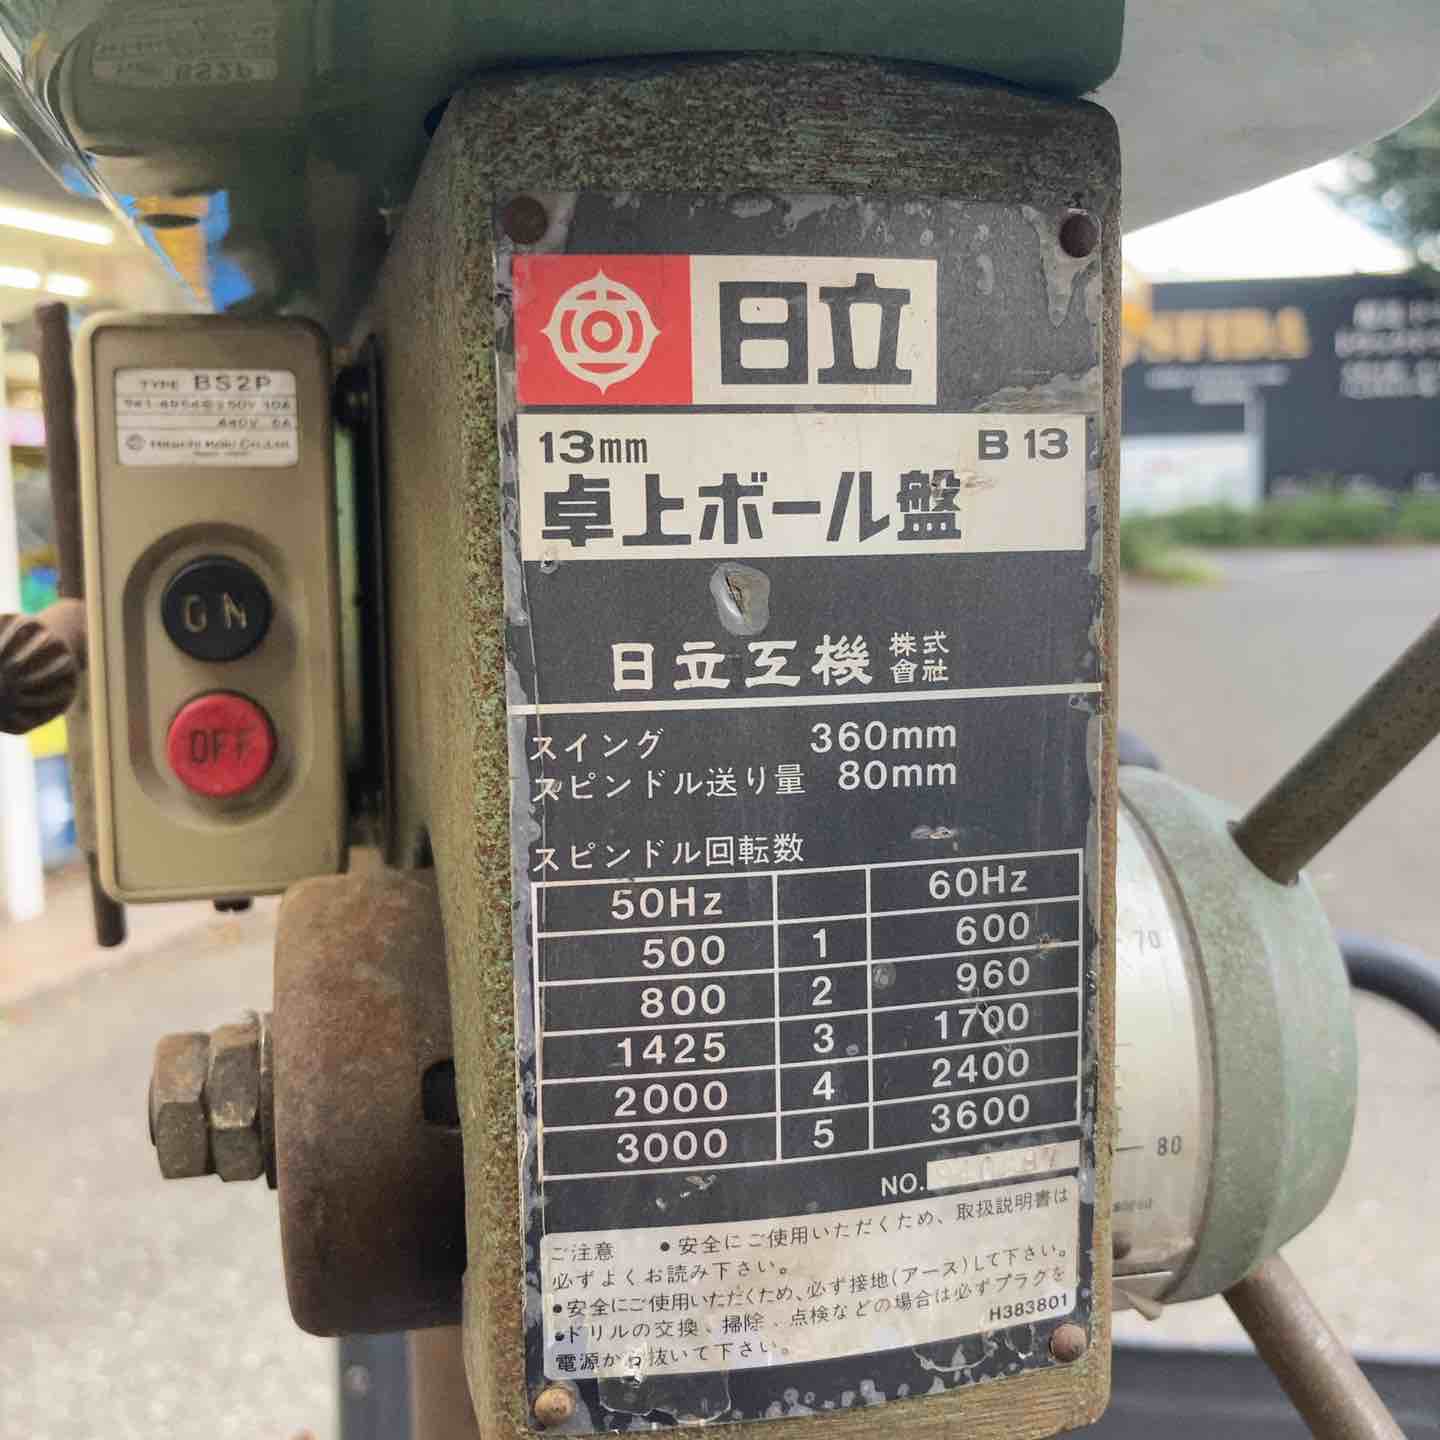 TYPE BS2P
440V 6A
Hitachi Koki Co.,Ltd.
ON
OFF
日立
13mm B 13
卓上ボール盤
日立工機 株式會社
スイング 360mm
スピンドル送り量 80mm
スピンドル回転数
50Hz 60Hz
500 1 600
800 2 960
1425 3 1700
2000 4 2400
3000 5 3600
NO.
ご注意 ●安全にご使用いただくため、取扱説明書は
必ずよくお読み下さい。
●安全にご使用いただくため、必ず接地(アース)して下さい。
●ドリルの交換、掃除、点検などの場合は必ずプラグを
電源から抜いて下さい。
H383801
70
80